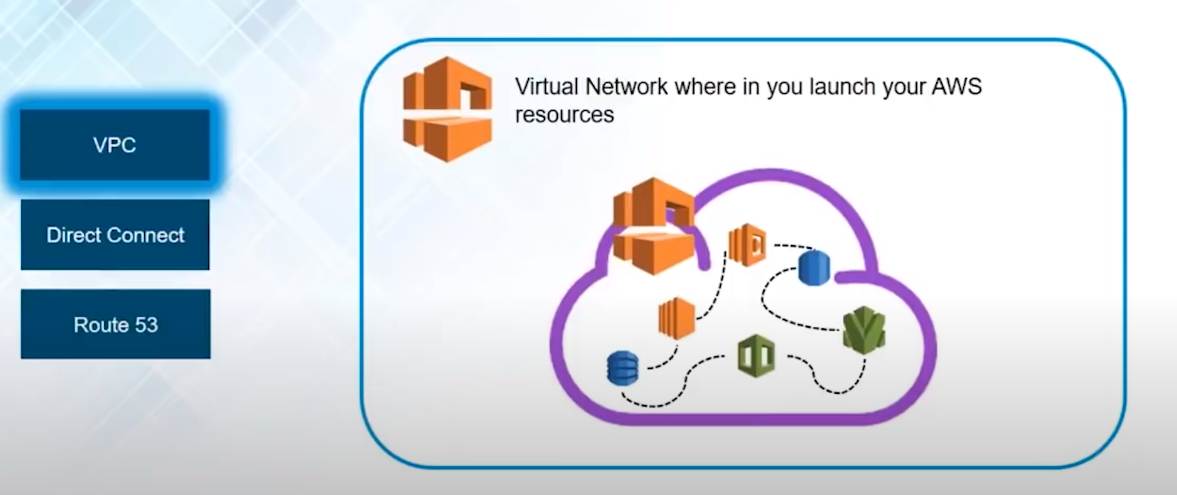 VPC
Direct Connect
Route 53
Virtual Network where in you launch your AWS
resources